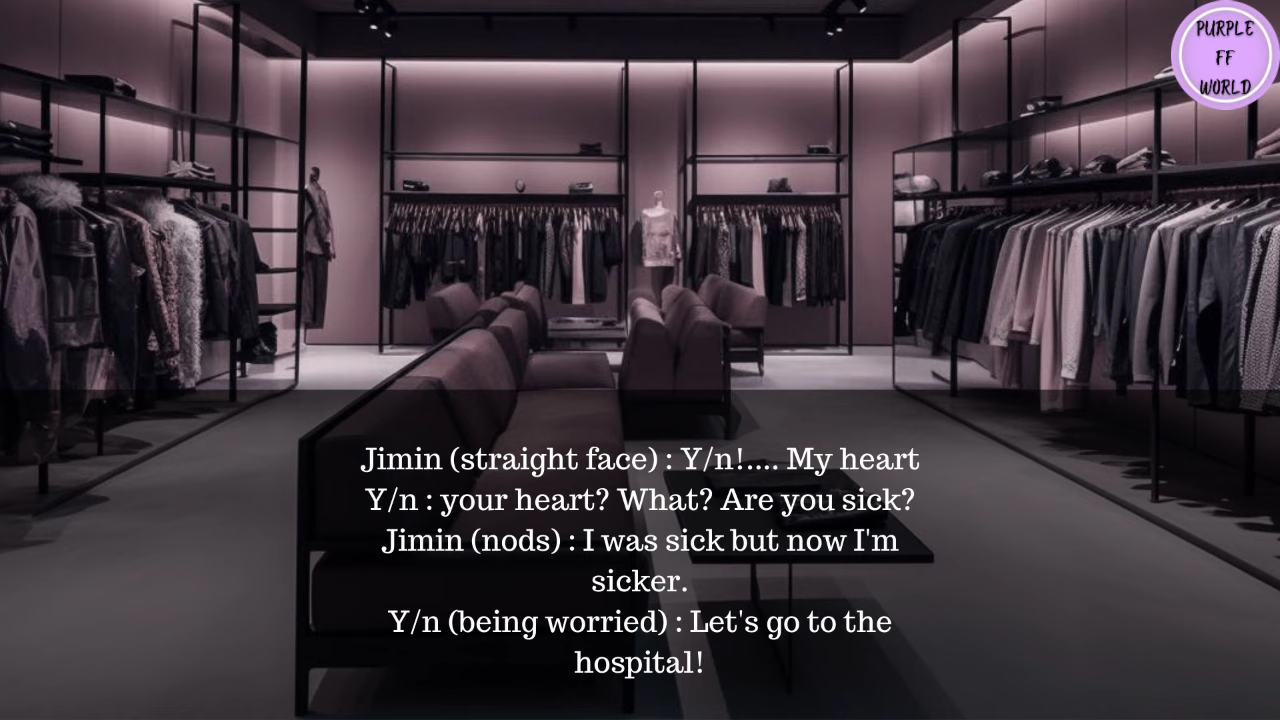 PURPLE
FF
WORLD
Jimin (straight face) : Y/n!.... My heart
Y/n : your heart? What? Are you sick?
Jimin (nods) : I was sick but now I'm
sicker.
Y/n (being worried) : Let's go to the
hospital!